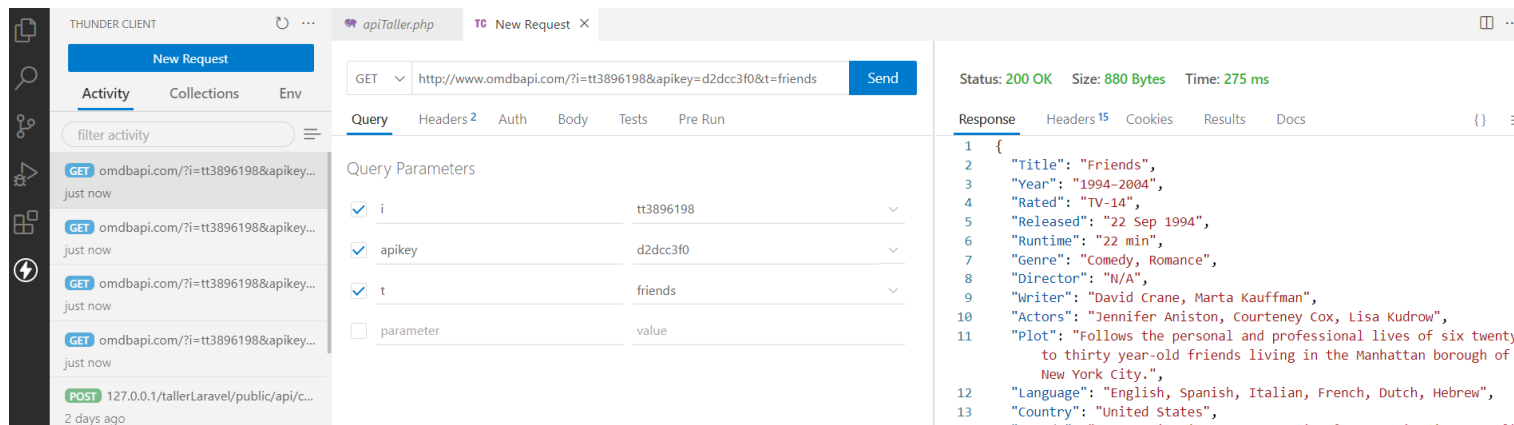 THUNDER CLIENT
New Request
Activity Collections Env
filter activity
GET omdbapi.com/?i=tt3896198&apikey...
just now
GET omdbapi.com/?i=tt3896198&apikey...
just now
GET omdbapi.com/?i=tt3896198&apikey...
just now
GET omdbapi.com/?i=tt3896198&apikey...
just now
POST 127.0.0.1/tallerLaravel/public/api/c...
2 days ago
apiTaller.php TC New Request
GET http://www.omdbapi.com/?i=tt3896198&apikey=d2dcc3f0&t=friends Send
Query Headers 2 Auth Body Tests Pre Run
Query Parameters
i tt3896198
apikey d2dcc3f0
t friends
parameter value
Status: 200 OK Size: 880 Bytes Time: 275 ms
Response Headers 15 Cookies Results Docs { }
1 {
2 "Title": "Friends",
3 "Year": "1994–2004",
4 "Rated": "TV-14",
5 "Released": "22 Sep 1994",
6 "Runtime": "22 min",
7 "Genre": "Comedy, Romance",
8 "Director": "N/A",
9 "Writer": "David Crane, Marta Kauffman",
10 "Actors": "Jennifer Aniston, Courteney Cox, Lisa Kudrow",
11 "Plot": "Follows the personal and professional lives of six twenty
to thirty year-old friends living in the Manhattan borough of
New York City.",
12 "Language": "English, Spanish, Italian, French, Dutch, Hebrew",
13 "Country": "United States",